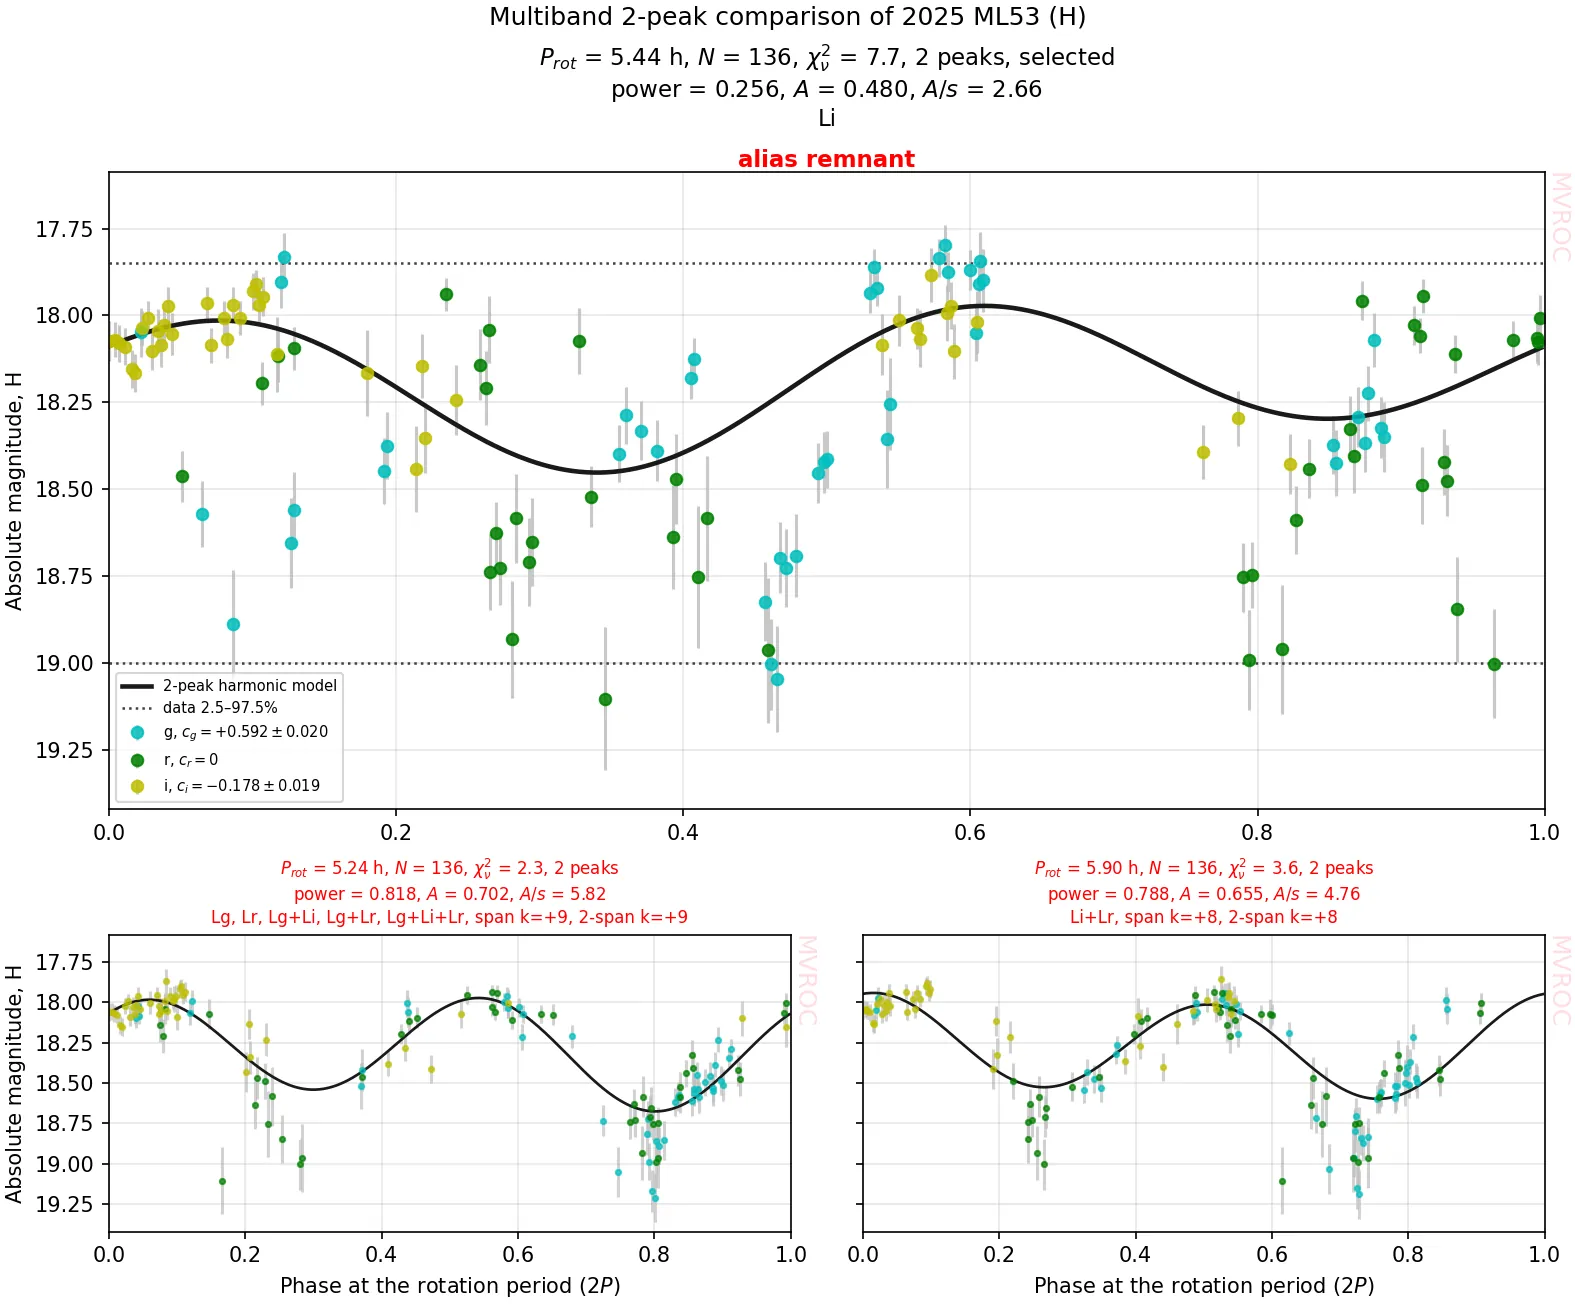 Multiband 2-peak comparison of 2025 ML53 (H)
P_rot = 5.44 h, N = 136, χ²_ν = 7.7, 2 peaks, selected
power = 0.256, A = 0.480, A/s = 2.66
Li
alias remnant
MVROC
Absolute magnitude, H
17.75
18.00
18.25
18.50
18.75
19.00
19.25
2-peak harmonic model
data 2.5–97.5%
g, c_g = +0.592 ± 0.020
r, c_r = 0
i, c_i = −0.178 ± 0.019
0.0 0.2 0.4 0.6 0.8 1.0
P_rot = 5.24 h, N = 136, χ²_ν = 2.3, 2 peaks
power = 0.818, A = 0.702, A/s = 5.82
Lg, Lr, Lg+Li, Lg+Lr, Lg+Li+Lr, span k=+9, 2-span k=+9
MVROC
Absolute magnitude, H
17.75
18.00
18.25
18.50
18.75
19.00
19.25
0.0 0.2 0.4 0.6 0.8 1.0
Phase at the rotation period (2P)
P_rot = 5.90 h, N = 136, χ²_ν = 3.6, 2 peaks
power = 0.788, A = 0.655, A/s = 4.76
Li+Lr, span k=+8, 2-span k=+8
MVROC
0.0 0.2 0.4 0.6 0.8 1.0
Phase at the rotation period (2P)